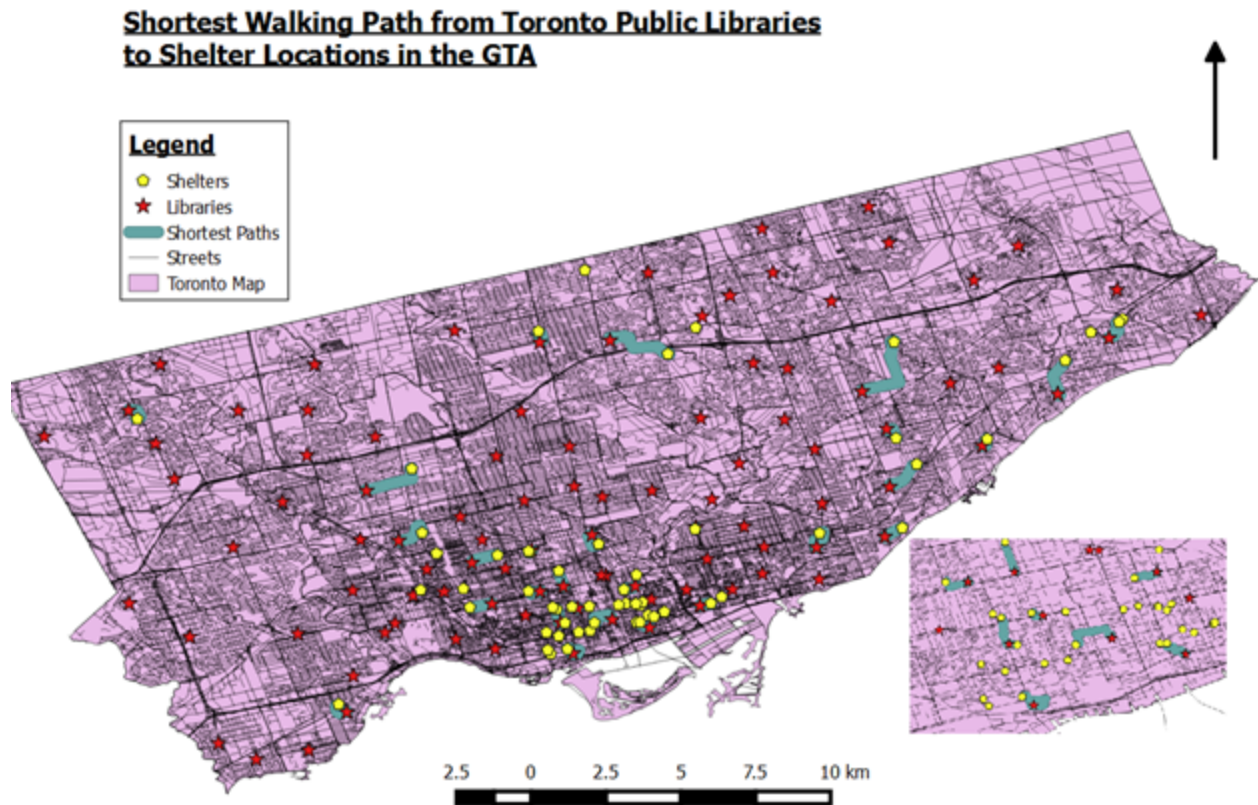 Shortest Walking Path from Toronto Public Libraries
to Shelter Locations in the GTA
Legend
Shelters
Libraries
Shortest Paths
Streets
Toronto Map
2.5 0 2.5 5 7.5 10 km